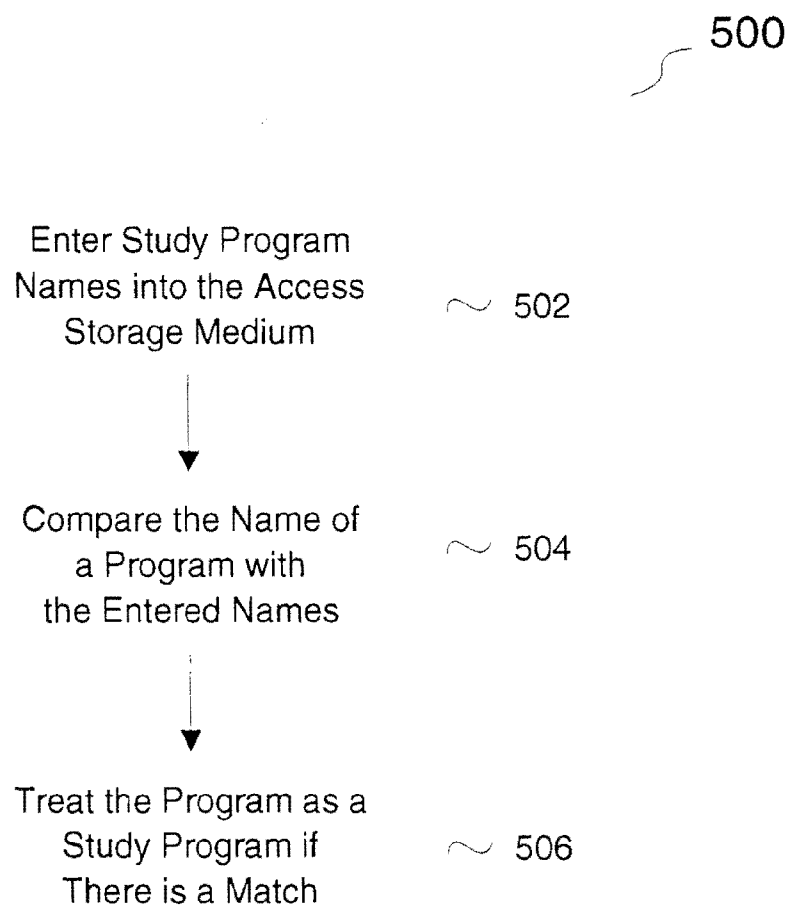 500
Enter Study Program
Names into the Access
Storage Medium
502
Compare the Name of
a Program with
the Entered Names
504
Treat the Program as a
Study Program if
There is a Match
506